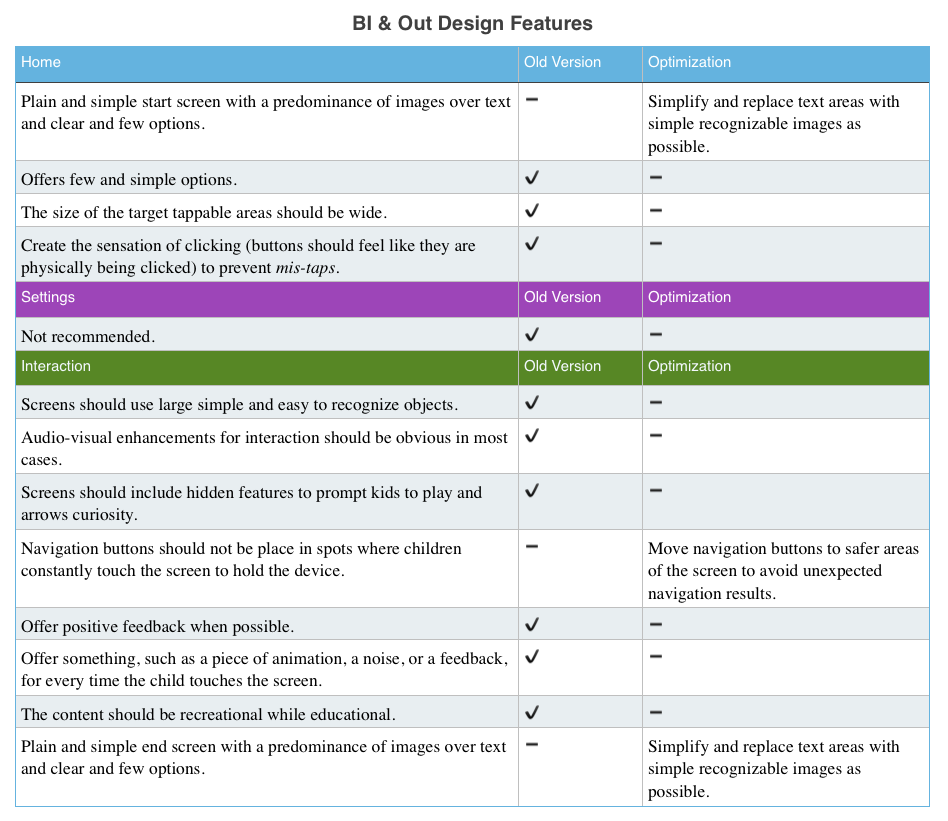 BI & Out Design Features
Home Old Version Optimization
Plain and simple start screen with a predominance of images over text
and clear and few options.
–
Simplify and replace text areas with
simple recognizable images as
possible.
Offers few and simple options. ✓ –
The size of the target tappable areas should be wide. ✓ –
Create the sensation of clicking (buttons should feel like they are
physically being clicked) to prevent mis-taps.
✓ –
Settings Old Version Optimization
Not recommended. ✓ –
Interaction Old Version Optimization
Screens should use large simple and easy to recognize objects. ✓ –
Audio-visual enhancements for interaction should be obvious in most
cases.
✓ –
Screens should include hidden features to prompt kids to play and
arrows curiosity.
✓ –
Navigation buttons should not be place in spots where children
constantly touch the screen to hold the device.
–
Move navigation buttons to safer areas
of the screen to avoid unexpected
navigation results.
Offer positive feedback when possible. ✓ –
Offer something, such as a piece of animation, a noise, or a feedback,
for every time the child touches the screen.
✓ –
The content should be recreational while educational. ✓ –
Plain and simple end screen with a predominance of images over text
and clear and few options.
–
Simplify and replace text areas with
simple recognizable images as
possible.